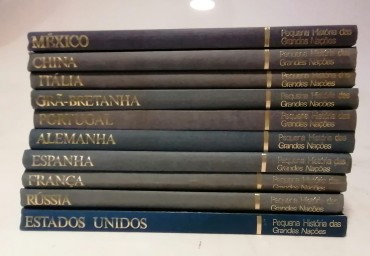 MÉXICO
Pequena História das
Grandes Nações
CHINA
Pequena História das
Grandes Nações
ITÁLIA
Pequena História das
Grandes Nações
GRÃ-BRETANHA
Pequena História das
Grandes Nações
PORTUGAL
Pequena História das
Grandes Nações
ALEMANHA
Pequena História das
Grandes Nações
ESPANHA
Pequena História das
Grandes Nações
FRANÇA
Pequena História das
Grandes Nações
RÚSSIA
Pequena História das
Grandes Nações
ESTADOS UNIDOS
Pequena História das
Grandes Nações